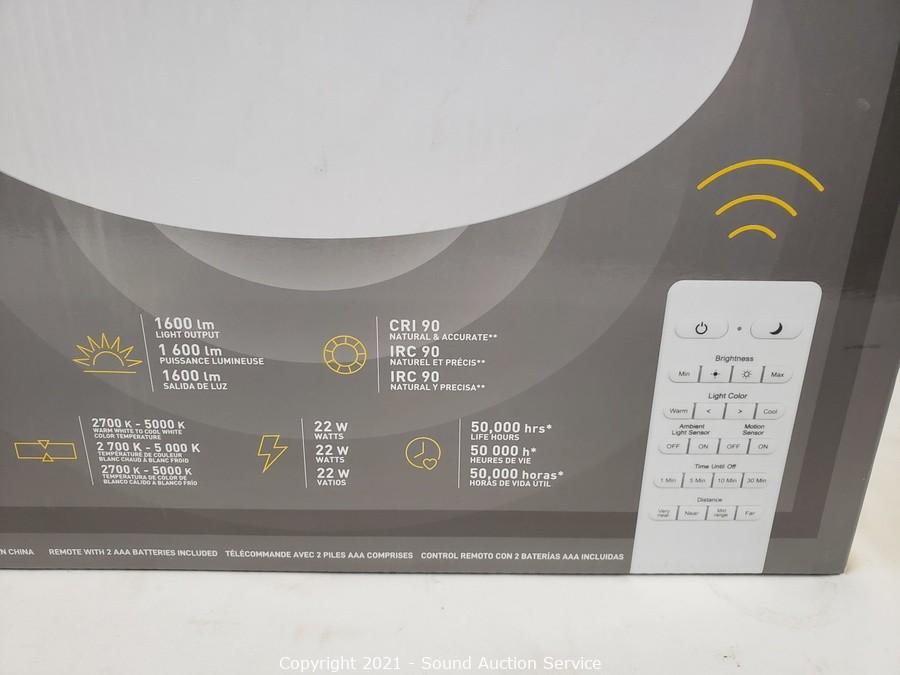 1600 lm
LIGHT OUTPUT
1 600 lm
PUISSANCE LUMINEUSE
1600 lm
SALIDA DE LUZ
CRI 90
NATURAL & ACCURATE**
IRC 90
NATUREL ET PRÉCIS**
IRC 90
NATURAL Y PRECISA**
2700 K - 5000 K
WARM WHITE TO COOL WHITE
COLOR TEMPERATURE
2 700 K - 5 000 K
TEMPÉRATURE DE COULEUR
BLANC CHAUD À BLANC FROID
2700 K - 5000 K
TEMPERATURA DE COLOR DE
BLANCO CÁLIDO A BLANCO FRÍO
22 W
WATTS
22 W
WATTS
22 W
VATIOS
50,000 hrs*
LIFE HOURS
50 000 h*
HEURES DE VIE
50,000 horas*
HORAS DE VIDA ÚTIL
Brightness
Min Max
Light Color
Warm < > Cool
Ambient Light Sensor
Motion Sensor
OFF ON OFF ON
Time Until Off
1 Min 5 Min 10 Min 30 Min
Distance
Very near Near Mid range Far
N CHINA REMOTE WITH 2 AAA BATTERIES INCLUDED TÉLÉCOMMANDE AVEC 2 PILES AAA COMPRISES CONTROL REMOTO CON 2 BATERÍAS AAA INCLUIDAS
Copyright 2021 - Sound Auction Service